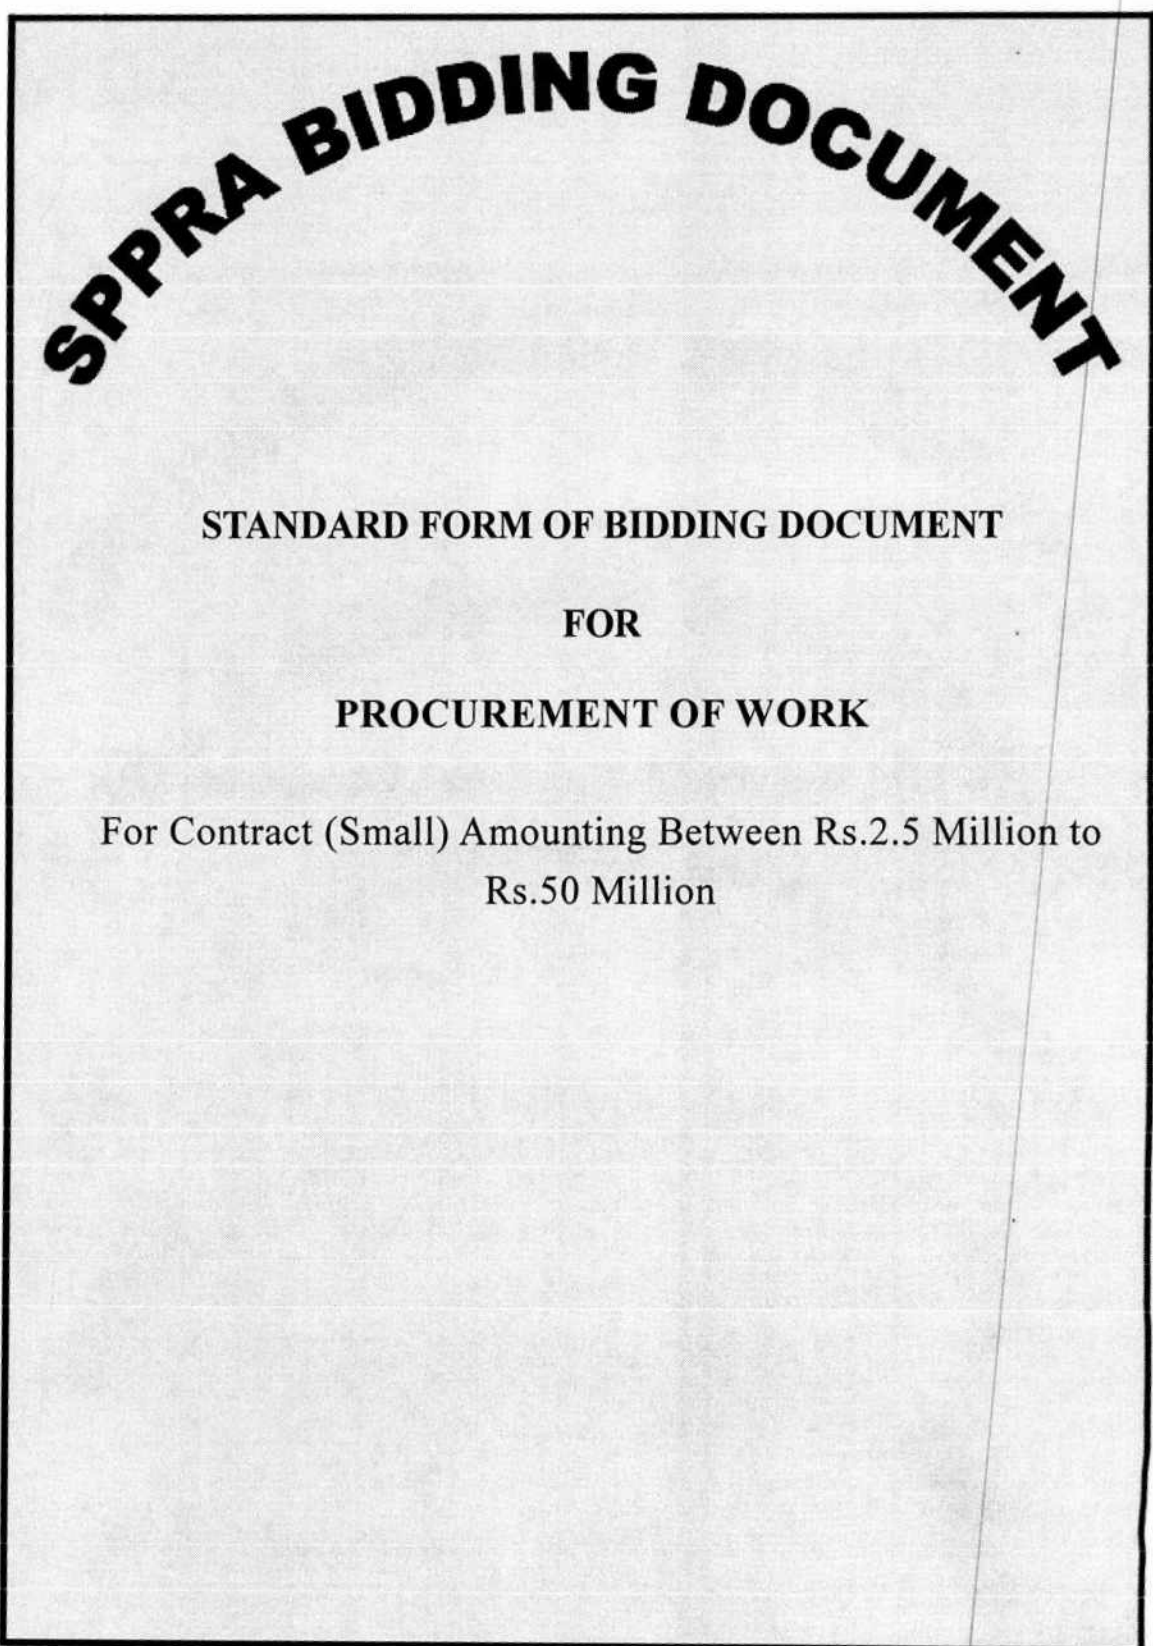 SPPRA BIDDING DOCUMENT
STANDARD FORM OF BIDDING DOCUMENT
FOR
PROCUREMENT OF WORK
For Contract (Small) Amounting Between Rs.2.5 Million to
Rs.50 Million